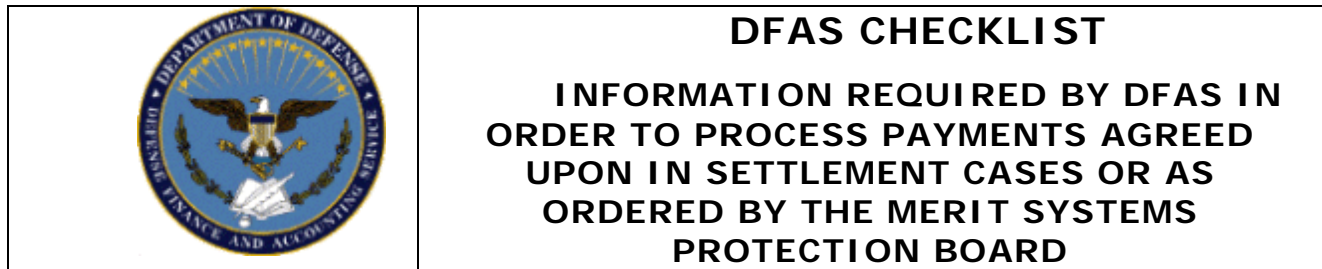 DEPARTMENT OF DEFENSE
DEFENSE FINANCE AND ACCOUNTING SERVICE
DFAS CHECKLIST
INFORMATION REQUIRED BY DFAS IN
ORDER TO PROCESS PAYMENTS AGREED
UPON IN SETTLEMENT CASES OR AS
ORDERED BY THE MERIT SYSTEMS
PROTECTION BOARD